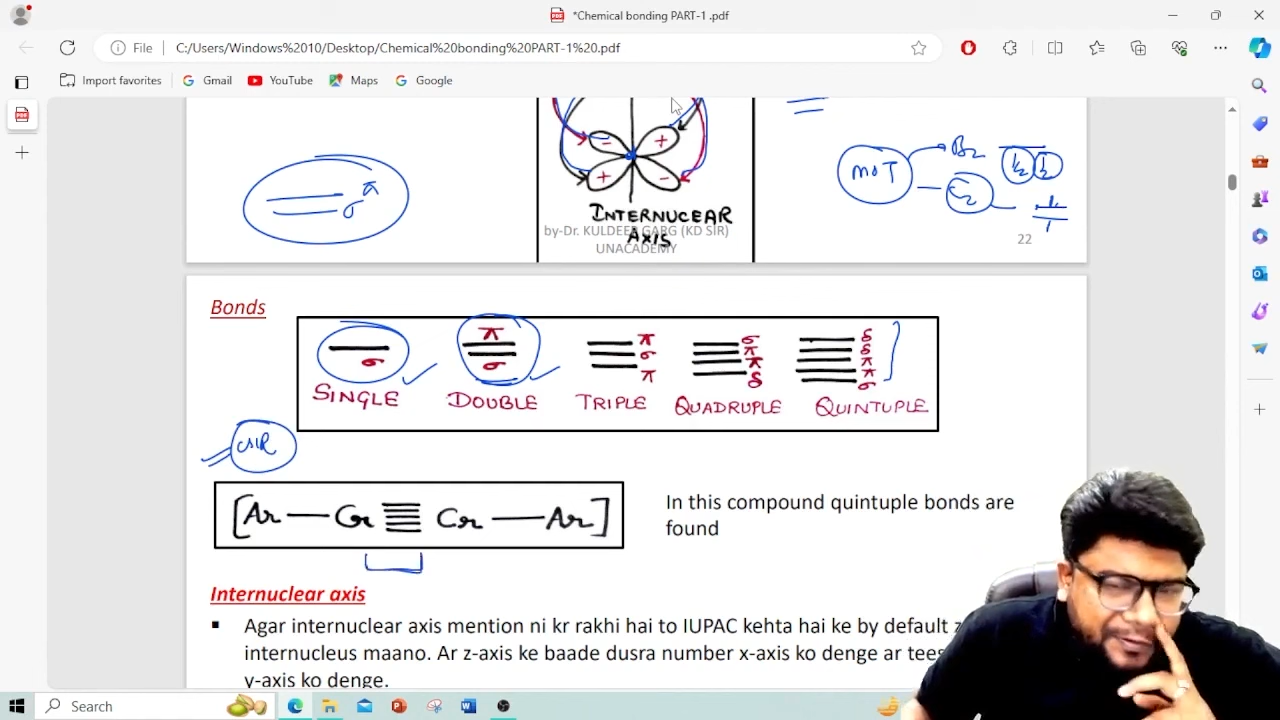 *Chemical bonding PART-1 .pdf
File
C:/Users/Windows%2010/Desktop/Chemical%20bonding%20PART-1%20.pdf
Import favorites
Gmail
YouTube
Maps
Google
- +
+ -
INTERNUCEAR
AXIS
by-Dr. KULDEEP GARG (KD SIR)
UNACADEMY
π
σ
MOT
B2
C2
22
Bonds
σ
SINGLE
π
σ
DOUBLE
π
σ
π
TRIPLE
σ
π
π
δ
QUADRUPLE
δ
δ
π
π
σ
QUINTUPLE
CSIR
[Ar — Cr Cr — Ar]
In this compound quintuple bonds are
found
Internuclear axis
▪ Agar internuclear axis mention ni kr rakhi hai to IUPAC kehta hai ke by default z
internucleus maano. Ar z-axis ke baade dusra number x-axis ko denge ar tees
y-axis ko denge.
Search